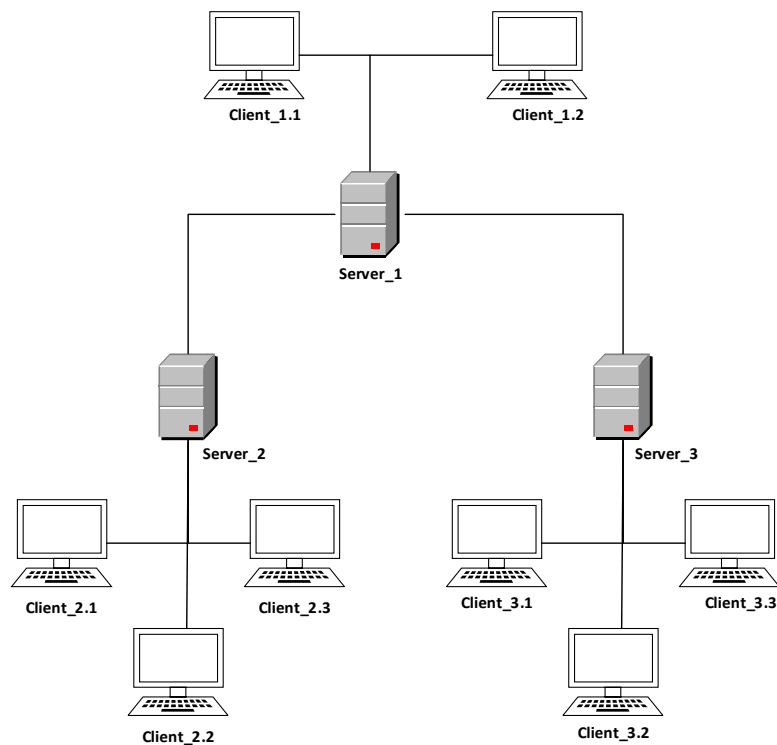 Client_1.1
Client_1.2
Server_1
Server_2
Server_3
Client_2.1
Client_2.3
Client_3.1
Client_3.3
Client_2.2
Client_3.2